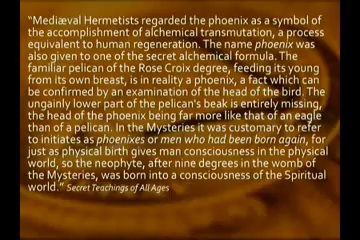 “Mediæval Hermetists regarded the phoenix as a symbol of
the accomplishment of alchemical transmutation, a process
equivalent to human regeneration. The name phoenix was
also given to one of the secret alchemical formula. The
familiar pelican of the Rose Croix degree, feeding its young
from its own breast, is in reality a phoenix, a fact which
can be confirmed by an examination of the head of the bird. The
ungainly lower part of the pelican's beak is entirely missing,
the head of the phoenix being far more like that of an eagle
than of a pelican. In the Mysteries it was customary to refer
to initiates as phoenixes or men who had been born again, for
just as physical birth gives man consciousness in the physical
world, so the neophyte, after nine degrees in the womb of
the Mysteries, was born into a consciousness of the Spiritual
world.” Secret Teachings of All Ages